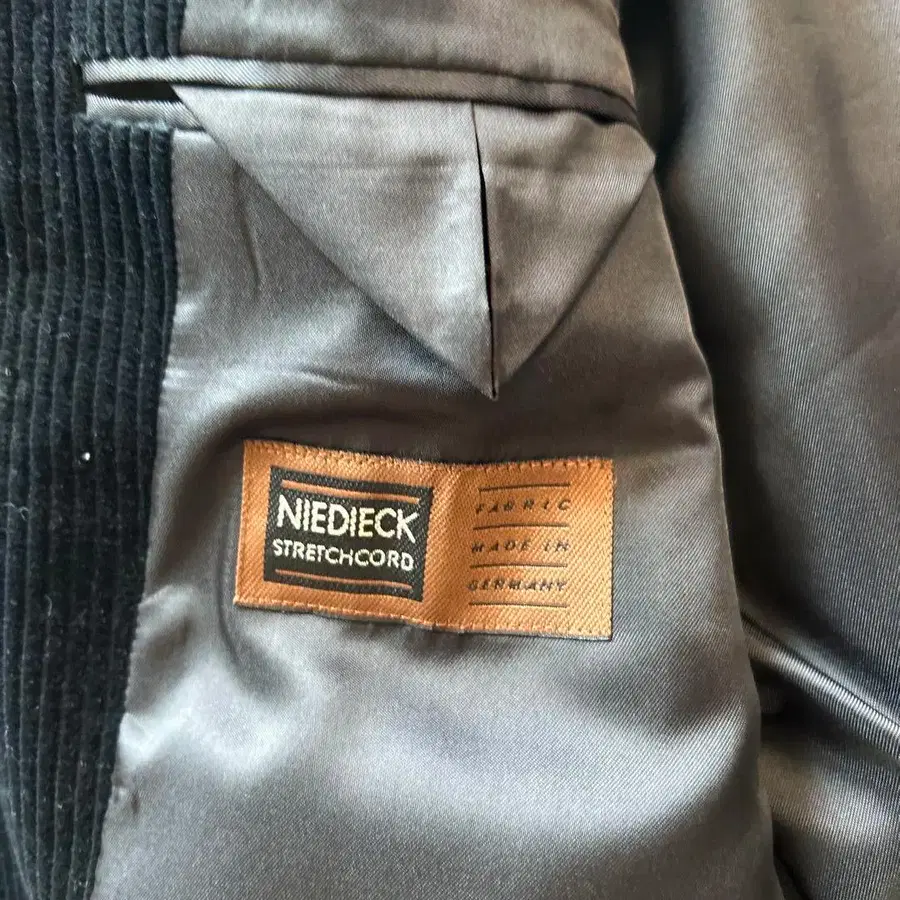 NIEDIECK
STRETCHCORD
FABRIC
MADE IN
GERMANY